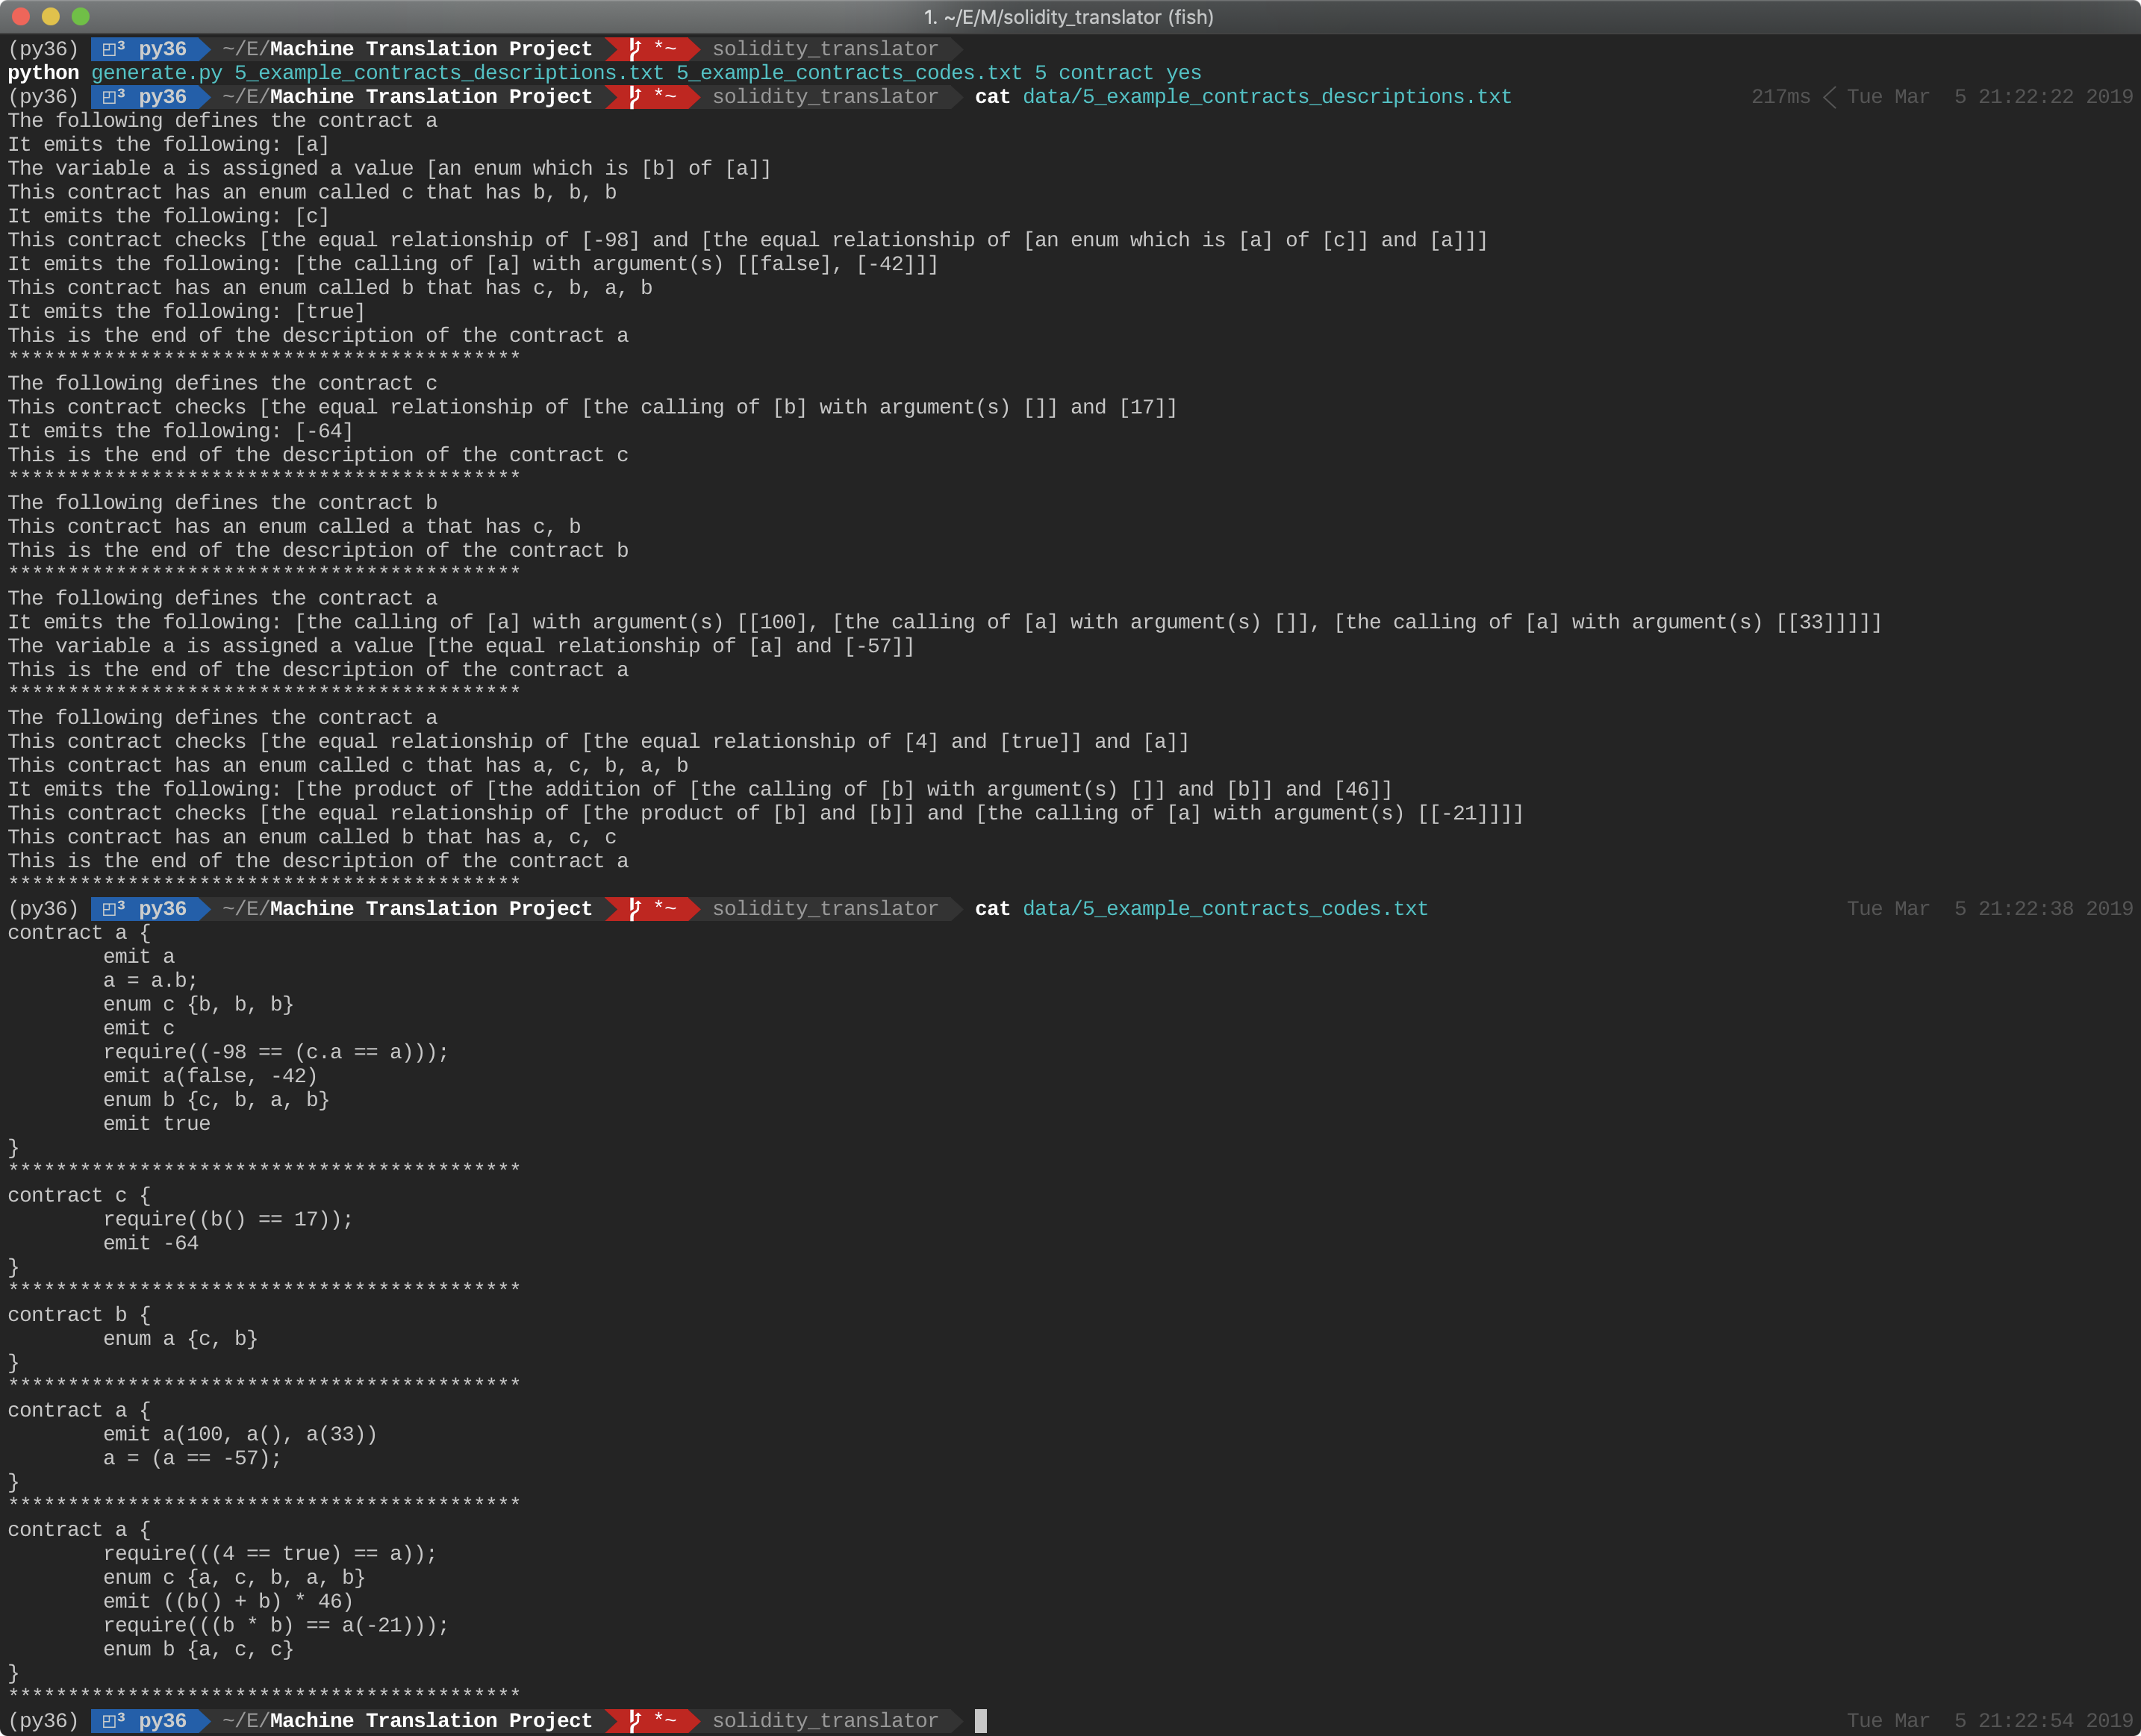 1. ~/E/M/solidity_translator (fish)
(py36) ◰³ py36 ~/E/Machine Translation Project *~ solidity_translator
python generate.py 5_example_contracts_descriptions.txt 5_example_contracts_codes.txt 5 contract yes
(py36) ◰³ py36 ~/E/Machine Translation Project *~ solidity_translator cat data/5_example_contracts_descriptions.txt 217ms < Tue Mar  5 21:22:22 2019
The following defines the contract a
It emits the following: [a]
The variable a is assigned a value [an enum which is [b] of [a]]
This contract has an enum called c that has b, b, b
It emits the following: [c]
This contract checks [the equal relationship of [-98] and [the equal relationship of [an enum which is [a] of [c]] and [a]]]
It emits the following: [the calling of [a] with argument(s) [[false], [-42]]]
This contract has an enum called b that has c, b, a, b
It emits the following: [true]
This is the end of the description of the contract a
*******************************************
The following defines the contract c
This contract checks [the equal relationship of [the calling of [b] with argument(s) []] and [17]]
It emits the following: [-64]
This is the end of the description of the contract c
*******************************************
The following defines the contract b
This contract has an enum called a that has c, b
This is the end of the description of the contract b
*******************************************
The following defines the contract a
It emits the following: [the calling of [a] with argument(s) [[100], [the calling of [a] with argument(s) []], [the calling of [a] with argument(s) [[33]]]]]
The variable a is assigned a value [the equal relationship of [a] and [-57]]
This is the end of the description of the contract a
*******************************************
The following defines the contract a
This contract checks [the equal relationship of [the equal relationship of [4] and [true]] and [a]]
This contract has an enum called c that has a, c, b, a, b
It emits the following: [the product of [the addition of [the calling of [b] with argument(s) []] and [b]] and [46]]
This contract checks [the equal relationship of [the product of [b] and [b]] and [the calling of [a] with argument(s) [[-21]]]]
This contract has an enum called b that has a, c, c
This is the end of the description of the contract a
*******************************************
(py36) ◰³ py36 ~/E/Machine Translation Project *~ solidity_translator cat data/5_example_contracts_codes.txt Tue Mar  5 21:22:38 2019
contract a {
        emit a
        a = a.b;
        enum c {b, b, b}
        emit c
        require((-98 == (c.a == a)));
        emit a(false, -42)
        enum b {c, b, a, b}
        emit true
}
*******************************************
contract c {
        require((b() == 17));
        emit -64
}
*******************************************
contract b {
        enum a {c, b}
}
*******************************************
contract a {
        emit a(100, a(), a(33))
        a = (a == -57);
}
*******************************************
contract a {
        require(((4 == true) == a));
        enum c {a, c, b, a, b}
        emit ((b() + b) * 46)
        require(((b * b) == a(-21)));
        enum b {a, c, c}
}
*******************************************
(py36) ◰³ py36 ~/E/Machine Translation Project *~ solidity_translator Tue Mar  5 21:22:54 2019